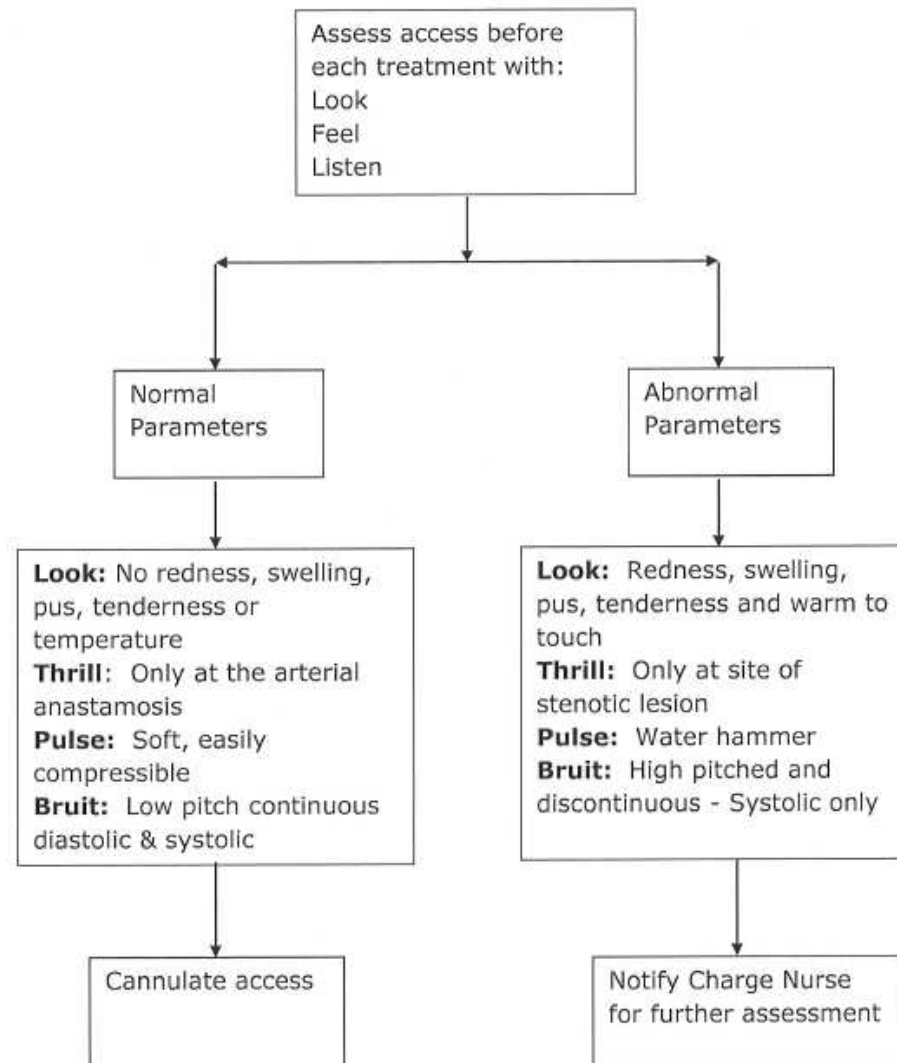 Assess access before
each treatment with:
Look
Feel
Listen
Normal
Parameters
Abnormal
Parameters
Look: No redness, swelling,
pus, tenderness or
temperature
Thrill: Only at the arterial
anastamosis
Pulse: Soft, easily
compressible
Bruit: Low pitch continuous
diastolic & systolic
Look: Redness, swelling,
pus, tenderness and warm to
touch
Thrill: Only at site of
stenotic lesion
Pulse: Water hammer
Bruit: High pitched and
discontinuous - Systolic only
Cannulate access
Notify Charge Nurse
for further assessment